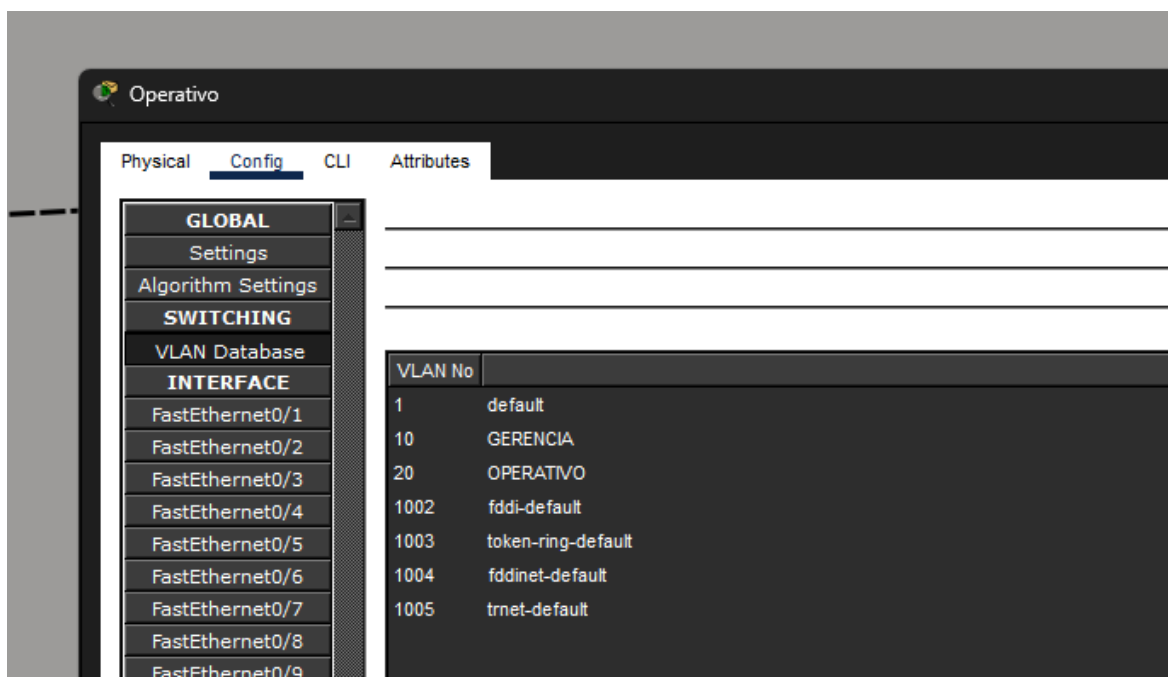 Operativo
Physical Config CLI Attributes
GLOBAL
Settings
Algorithm Settings
SWITCHING
VLAN Database
INTERFACE
FastEthernet0/1
FastEthernet0/2
FastEthernet0/3
FastEthernet0/4
FastEthernet0/5
FastEthernet0/6
FastEthernet0/7
FastEthernet0/8
FastEthernet0/9
VLAN No
1 default
10 GERENCIA
20 OPERATIVO
1002 fddi-default
1003 token-ring-default
1004 fddinet-default
1005 trnet-default